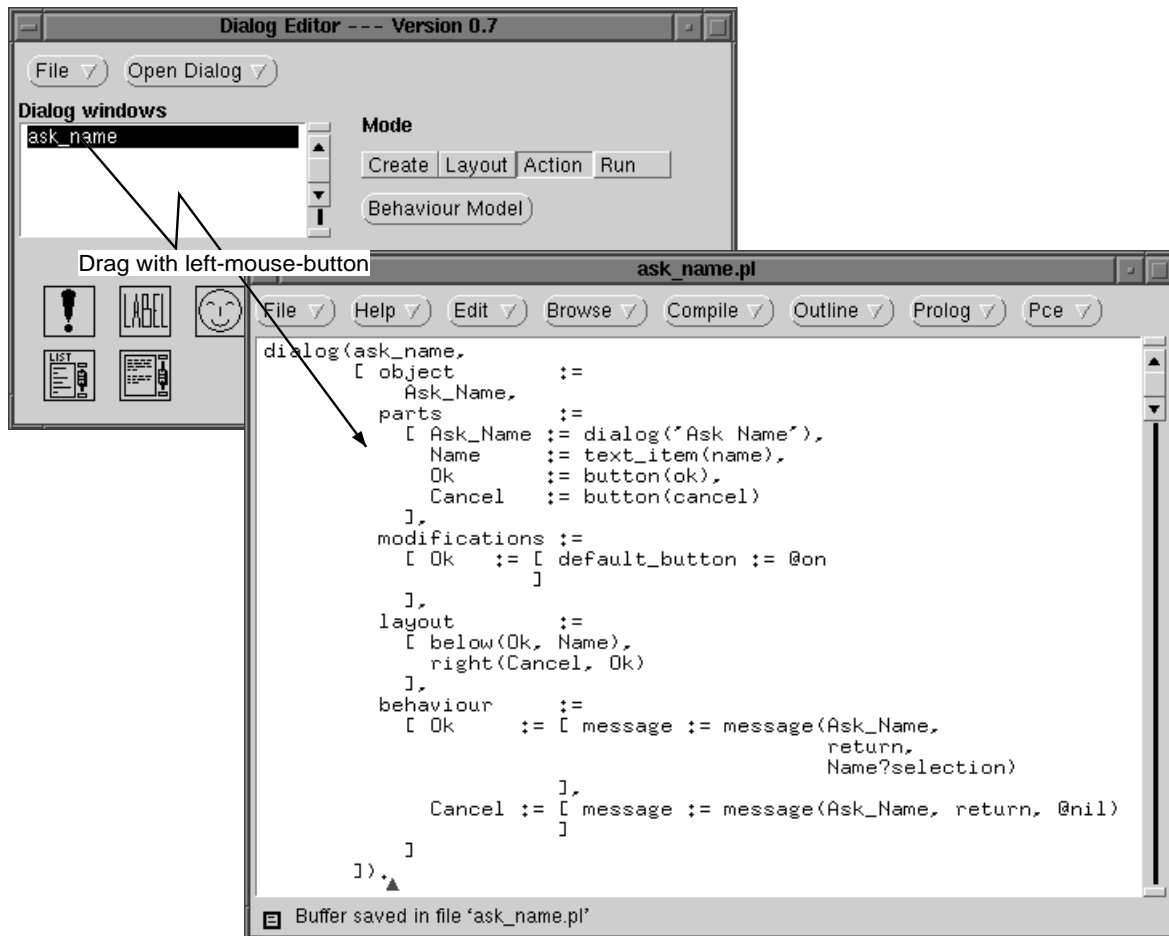 Dialog Editor --- Version 0.7
File Open Dialog
Dialog windows
ask_name
Mode
Create Layout Action Run
Behaviour Model
Drag with left-mouse-button
LABEL
LIST
ask_name.pl
File Help Edit Browse Compile Outline Prolog Pce
dialog(ask_name,
[ object :=
Ask_Name,
parts :=
[ Ask_Name := dialog('Ask Name'),
Name := text_item(name),
Ok := button(ok),
Cancel := button(cancel)
],
modifications :=
[ Ok := [ default_button := @on
]
],
layout :=
[ below(Ok, Name),
right(Cancel, Ok)
],
behaviour :=
[ Ok := [ message := message(Ask_Name,
return,
Name?selection)
],
Cancel := [ message := message(Ask_Name, return, @nil)
]
]
]).
Buffer saved in file ‘ask_name.pl’